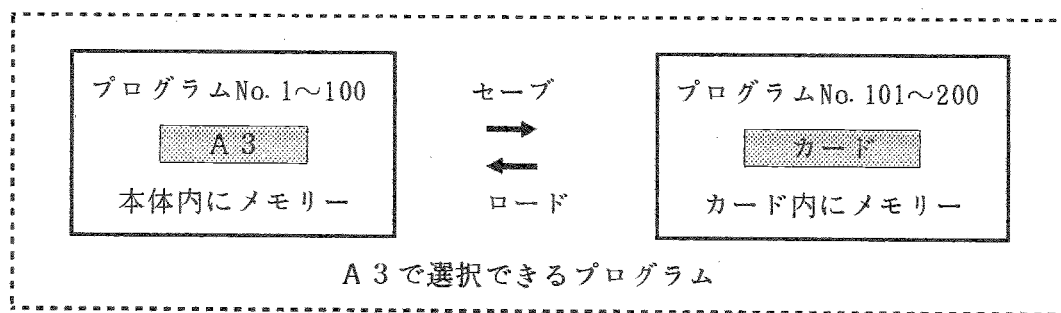 プログラムNo. 1～100
A3
本体内にメモリー
セーブ
ロード
プログラムNo. 101～200
カード
カード内にメモリー
A3で選択できるプログラム